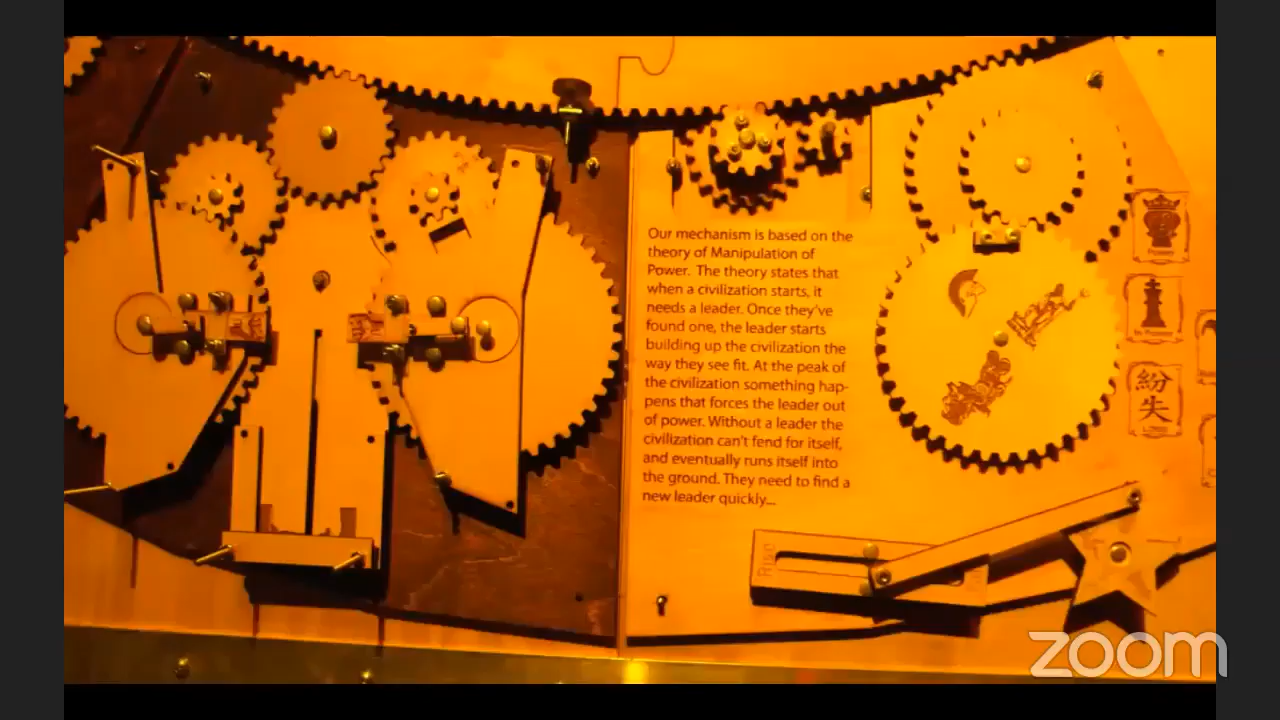 Our mechanism is based on the
theory of Manipulation of
Power. The theory states that
when a civilization starts, it
needs a leader. Once they've
found one, the leader starts
building up the civilization the
way they see fit. At the peak of
the civilization something hap-
pens that forces the leader out
of power. Without a leader the
civilization can't fend for itself,
and eventually runs itself into
the ground. They need to find a
new leader quickly...
紛
失
zoom